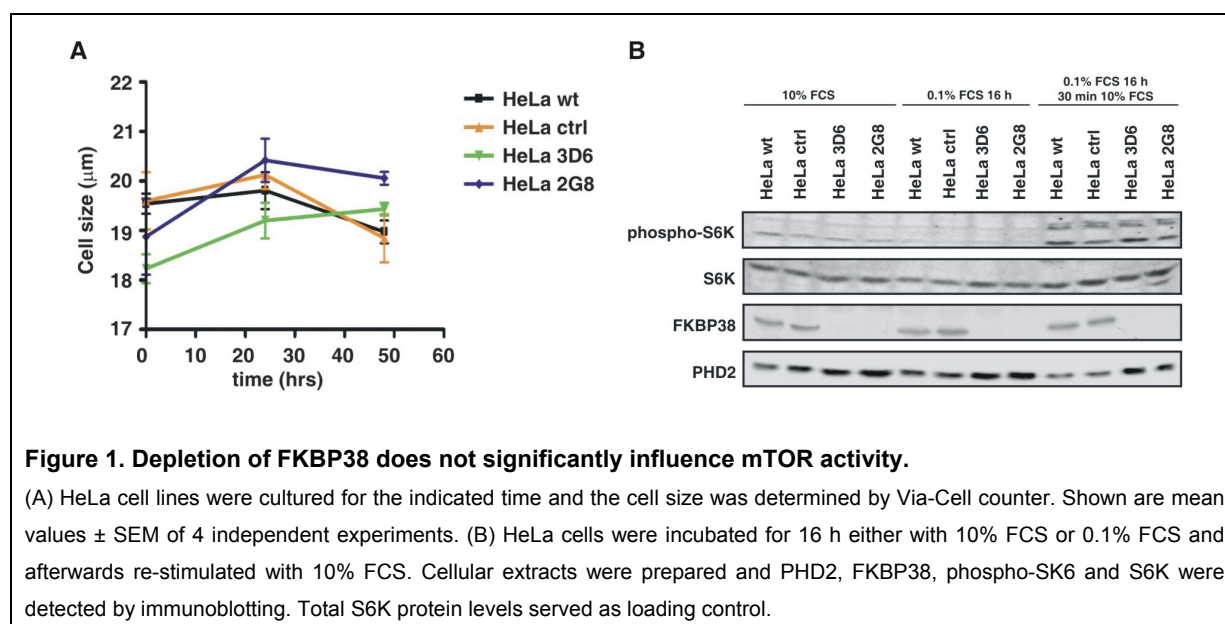 A
22
21
20
19
18
17
Cell size (μm)
0 10 20 30 40 50 60
time (hrs)
HeLa wt
HeLa ctrl
HeLa 3D6
HeLa 2G8
B
10% FCS
0.1% FCS 16 h
0.1% FCS 16 h
30 min 10% FCS
HeLa wt
HeLa ctrl
HeLa 3D6
HeLa 2G8
HeLa wt
HeLa ctrl
HeLa 3D6
HeLa 2G8
HeLa wt
HeLa ctrl
HeLa 3D6
HeLa 2G8
phospho-S6K
S6K
FKBP38
PHD2
Figure 1. Depletion of FKBP38 does not significantly influence mTOR activity.
(A) HeLa cell lines were cultured for the indicated time and the cell size was determined by Via-Cell counter. Shown are mean
values ± SEM of 4 independent experiments. (B) HeLa cells were incubated for 16 h either with 10% FCS or 0.1% FCS and
afterwards re-stimulated with 10% FCS. Cellular extracts were prepared and PHD2, FKBP38, phospho-SK6 and S6K were
detected by immunoblotting. Total S6K protein levels served as loading control.